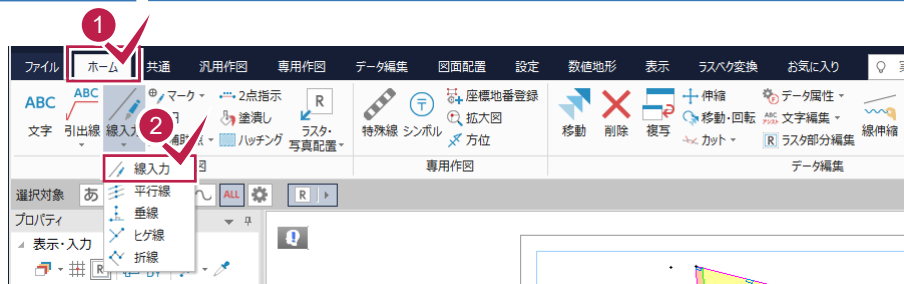 1
ファイル ホーム 共通 汎用作図 専用作図 データ編集 図面配置 設定 数値地形 表示 ラスベク変換 お気に入り
ABC ABC マーク 2点指示 R 座標地番登録 伸縮 データ属性
塗潰し 拡大図 移動・回転 文字編集
文字 引出線 線入 ハッチング ラスタ・写真配置 特殊線 シンボル 方位 移動 削除 複写 カット R ラスタ部分編集 線伸縮
2
線入力 専用作図 データ編集
選択対象 あ ALL R
平行線
プロパティ 垂線
表示・入力 ヒゲ線
R 折線